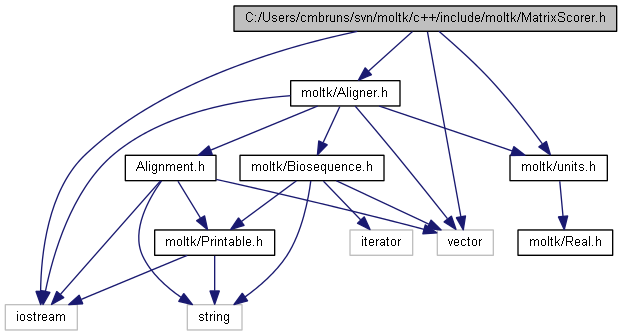 C:/Users/cmbruns/svn/moltk/c++/include/moltk/MatrixScorer.h
moltk/Aligner.h
Alignment.h
moltk/Biosequence.h
moltk/units.h
moltk/Printable.h
iterator
vector
moltk/Real.h
iostream
string